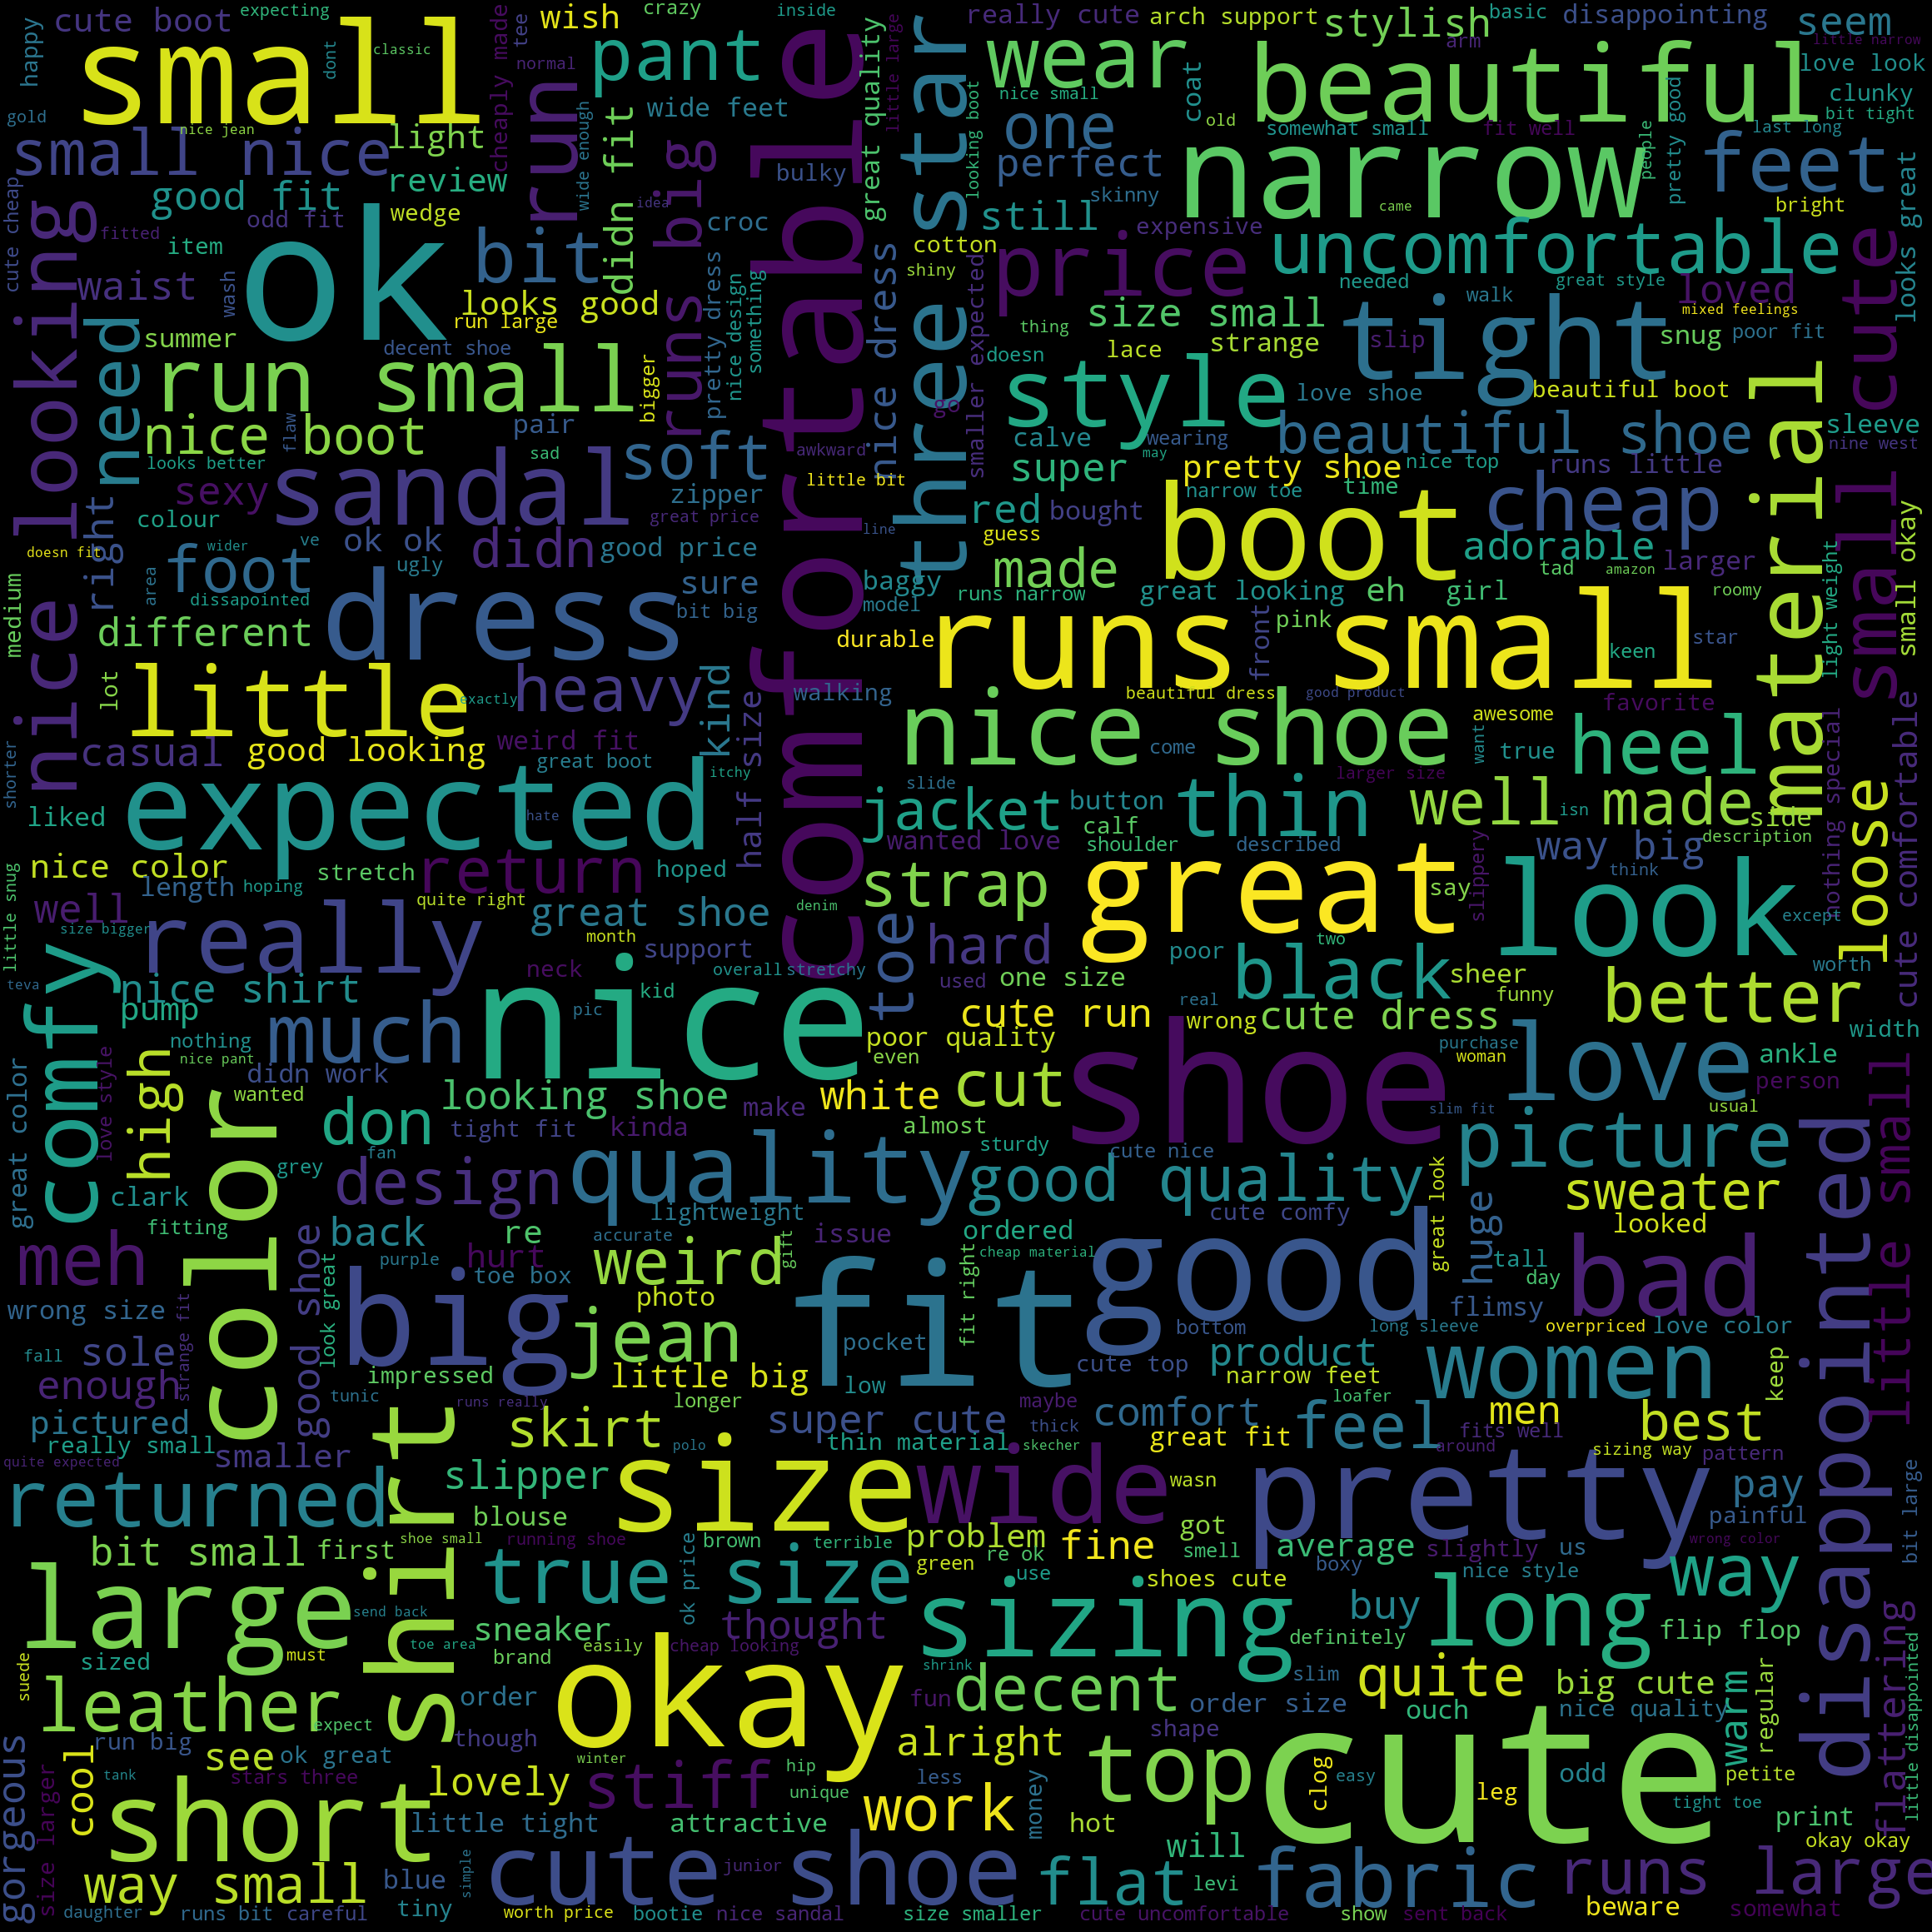 cute boot
expecting
wish
crazy
inside
really cute
arch support
stylish
basic
disappointing
seem
happy
small
dont
classic
cheaply made
tee
normal
run
pant
comfortable
great quality
little large
three star
wear
arm
beautiful
little narrow
love look
gold
nice jean
wide feet
nice small
coat
clunky
bit tight
small nice
light
wide enough
runs big
didn fit
looking boot
one
old
somewhat small
fit well
people
pretty good
last long
feet
looks great
cute cheap
nice looking
good fit
review
bulky
perfect
skinny
narrow
came
bright
odd fit
wedge
idea
croc
still
expensive
fitted
item
ok
bit
nice dress
cotton
uncomfortable
small cute
waist
wash
looks good
pretty dress
nice design
something
shiny
smaller expected
price
needed
great style
loved
need
summer
run large
decent shoe
size small
thing
walk
mixed feelings
tight
slip
snug
poor fit
run small
bigger
doesn
lace
strange
style
love shoe
beautiful boot
material
nice boot
flaw
pair
soft
go
calve
wearing
may
beautiful shoe
sleeve
nine west
looks better
sad
awkward
super
pretty shoe
nice top
runs little
sexy
sandal
zipper
little bit
narrow toe
time
cheap
right
colour
great price
red
bought
boot
small okay
doesn fit
wider
ve
ok ok
didn
good price
line
guess
adorable
larger
light weight
area
foot
ugly
sure
baggy
made
tad
amazon
medium
dissapointed
dress
bit big
model
runs narrow
great looking
eh
girl
roomy
different
durable
runs small
front
pink
star
keen
lot
little
exactly
heavy
kind
half size
walking
beautiful dress
good product
favorite
nothing special
cute comfortable
casual
good looking
weird fit
nice shoe
awesome
heel
shorter
great boot
itchy
come
want
true
liked
expected
hate
slide
larger size
jacket
button
thin
well made
isn
side
loose
nice color
return
hoped
wanted love
calf
shoulder
described
way big
description
little snug
length
hoping
stretch
strap
great
say
slippery
look
think
well
size bigger
quite right
great shoe
denim
except
comfy
really
month
support
toe
hard
poor
two
black
sheer
teva
nice shirt
neck
overall
stretchy
used
one size
better
worth
pump
nice
pic
kid
cute run
real
wrong
cute dress
funny
width
much
nothing
nice pant
poor quality
even
shoe
purchase
woman
love
ankle
great color
love style
high
color
didn work
wanted
looking shoe
make
white
cut
slim fit
usual
person
little small
don
fan
tight fit
kinda
almost
sturdy
cute nice
picture
disappointed
grey
design
quality
good quality
great look
sweater
clark
fitting
lightweight
cute comfy
huge
looked
meh
back
re
accurate
issue
ordered
purple
hurt
weird
gift
fit right
cheap material
good
tall
day
bad
good shoe
look great
toe box
photo
fit
wrong size
big
jean
pocket
bottom
flimsy
long sleeve
overpriced
love color
fall
strange fit
sole
impressed
little big
low
cute top
product
women
keep
enough
tunic
runs really
longer
maybe
narrow feet
loafer
pictured
shirt
skirt
super cute
thick
comfort
feel
men
best
really small
smaller
polo
thin material
skecher
great fit
around
fits well
sizing way
pattern
quite expected
returned
slipper
size
wide
wasn
pretty
pay
bit large
blouse
painful
bit small
first
shoe small
running shoe
brown
terrible
problem
green
re ok
fine
got
smell
average
slightly
us
wrong color
large
true size
ok price
use
shoes cute
boxy
nice style
way
send back
toe area
sneaker
thought
sizing
buy
long
flip flop
flattering
suede
sized
must
brand
easily
cheap looking
shrink
definitely
little disappointed
leather
expect
order
okay
fun
decent
order size
slim
quite
big cute
warm
regular
gorgeous
run big
see
ok great
though
winter
alright
shape
ouch
nice quality
cool
tank
stars three
size larger
lovely
stiff
hip
unique
less
money
top
cute
clog
easy
leg
odd
petite
tight toe
short
little tight
attractive
work
hot
print
okay okay
way small
blue
simple
cute shoe
junior
will
flat
levi
fabric
runs large
daughter
runs bit careful
tiny
worth price
bootie
nice sandal
size smaller
cute uncomfortable
show
sent back
beware
somewhat